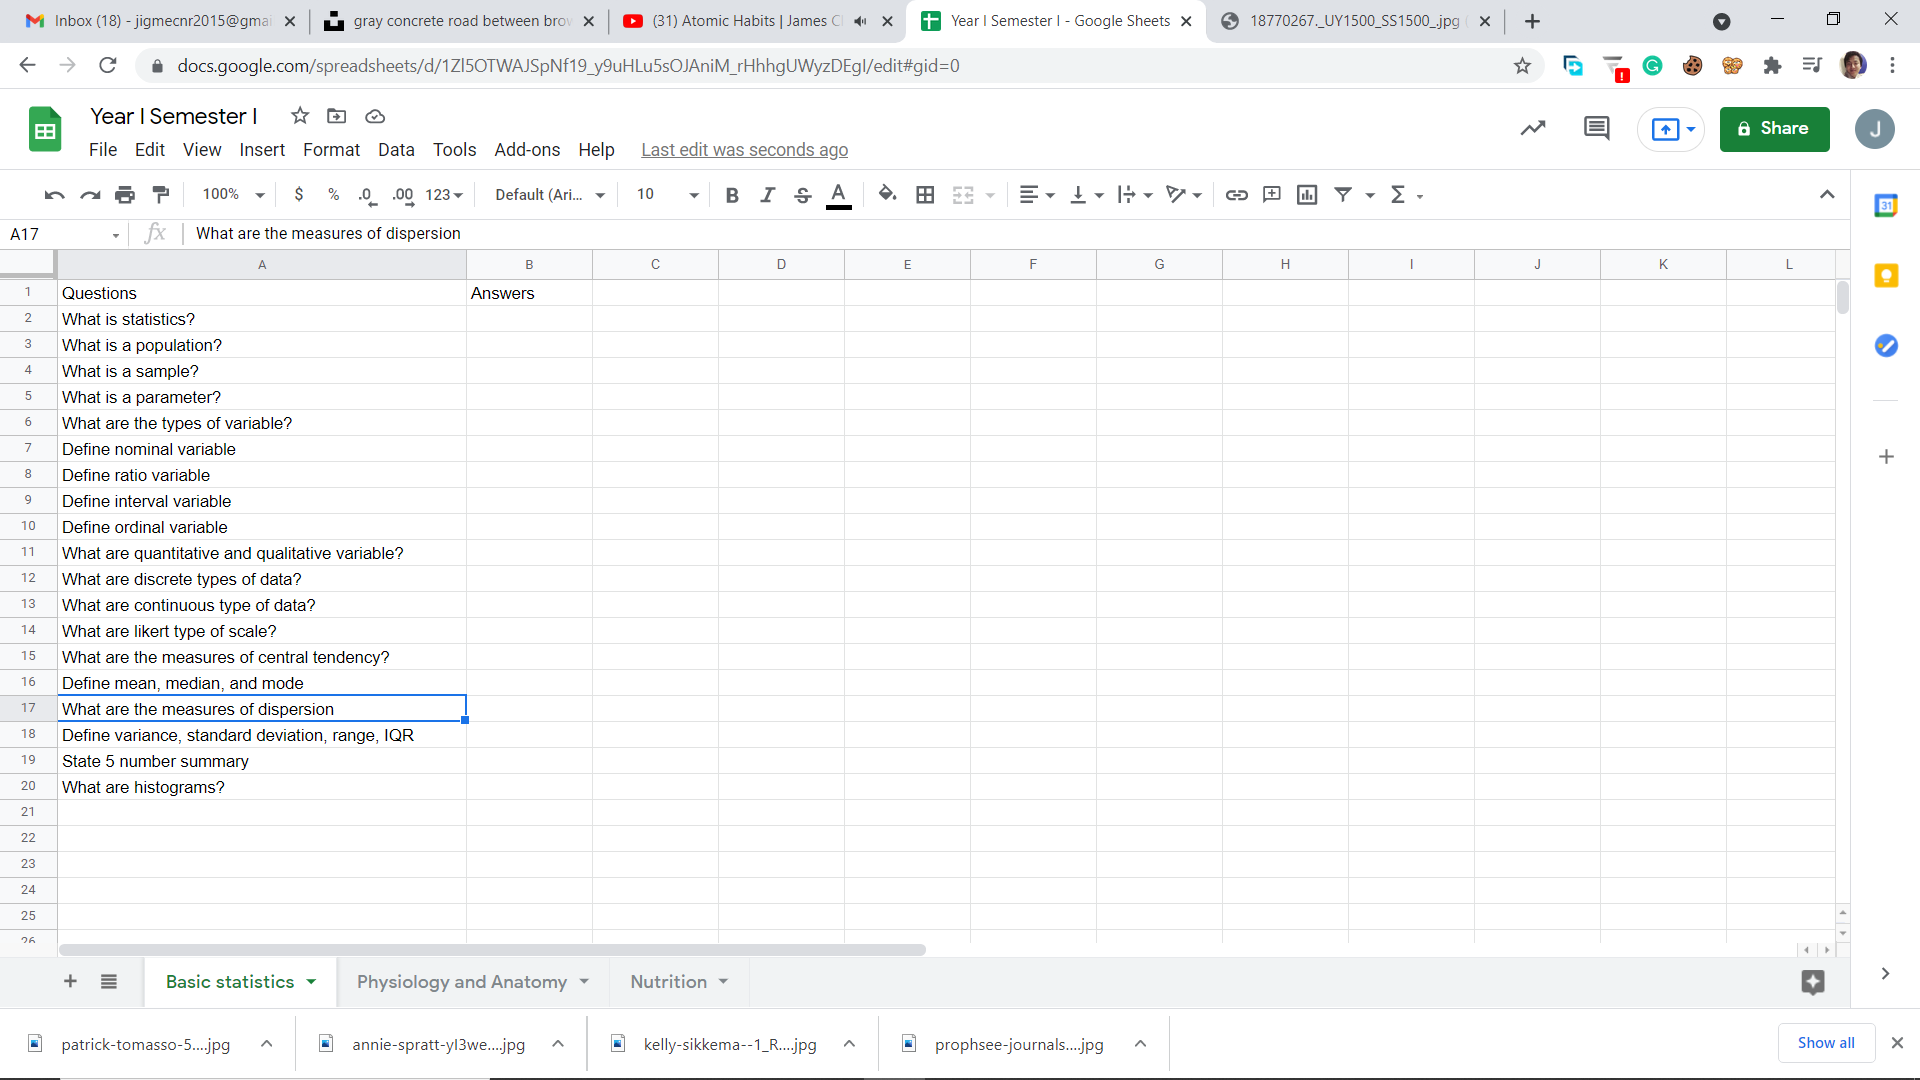 Inbox (18) - jigmecnr2015@gmai
gray concrete road between brow
(31) Atomic Habits | James Cl
Year I Semester I - Google Sheets
18770267._UY1500_SS1500_.jpg (
docs.google.com/spreadsheets/d/1Zl5OTWAJSpNf19_y9uHLu5sOJAniM_rHhhgUWyzDEgI/edit#gid=0
Year I Semester I
Share
J
File Edit View Insert Format Data Tools Add-ons Help Last edit was seconds ago
100% $ % .0 .00 123 Default (Ari... 10 B I S A Σ
31
A17 fx What are the measures of dispersion
A B C D E F G H I J K L
1 Questions Answers
2 What is statistics?
3 What is a population?
4 What is a sample?
5 What is a parameter?
6 What are the types of variable?
7 Define nominal variable
8 Define ratio variable
9 Define interval variable
10 Define ordinal variable
11 What are quantitative and qualitative variable?
12 What are discrete types of data?
13 What are continuous type of data?
14 What are likert type of scale?
15 What are the measures of central tendency?
16 Define mean, median, and mode
17 What are the measures of dispersion
18 Define variance, standard deviation, range, IQR
19 State 5 number summary
20 What are histograms?
21
22
23
24
25
26
Basic statistics Physiology and Anatomy Nutrition
patrick-tomasso-5....jpg annie-spratt-yI3we....jpg kelly-sikkema--1_R....jpg prophsee-journals....jpg Show all